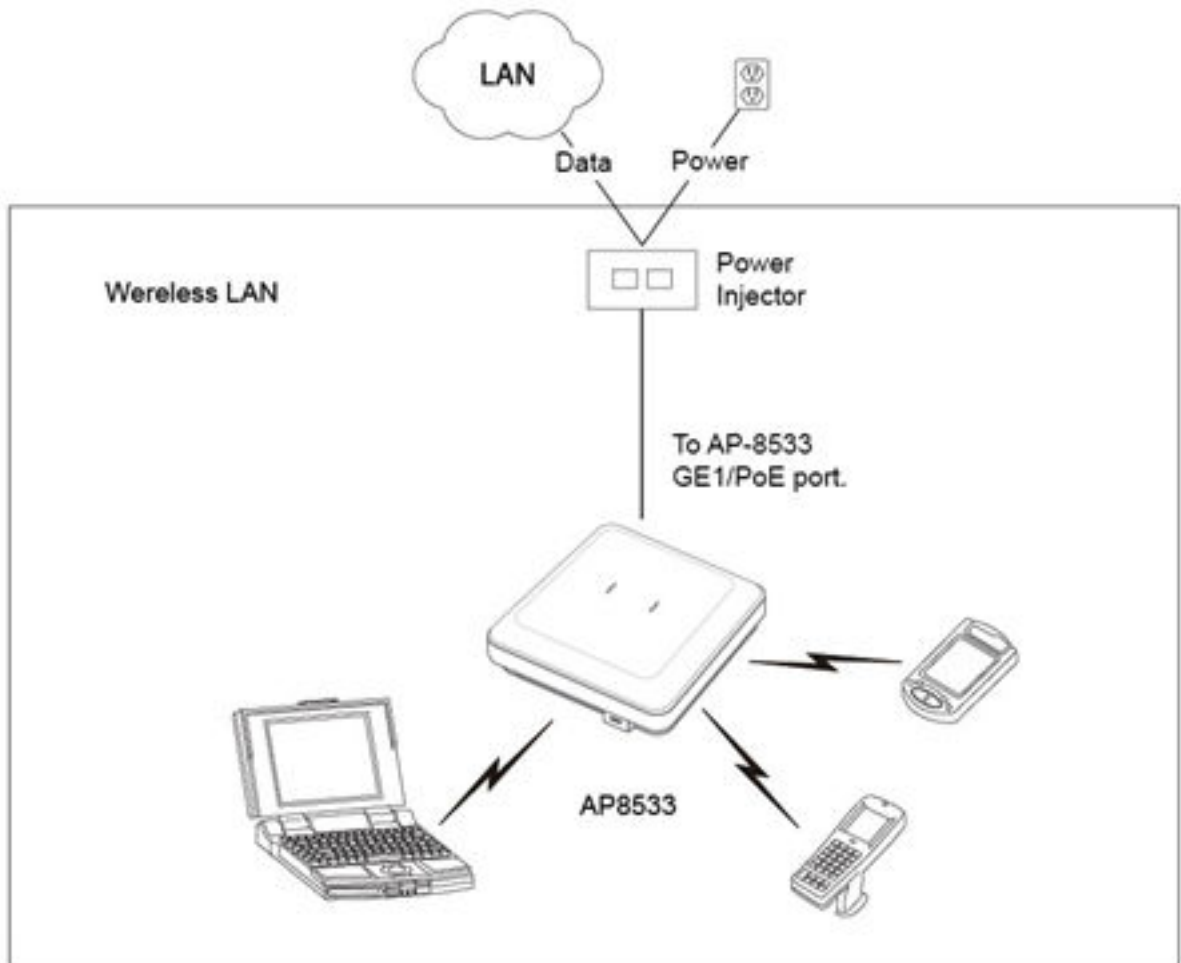 LAN
Data
Power
Power
Injector
Wereless LAN
To AP-8533
GE1/PoE port.
AP8533